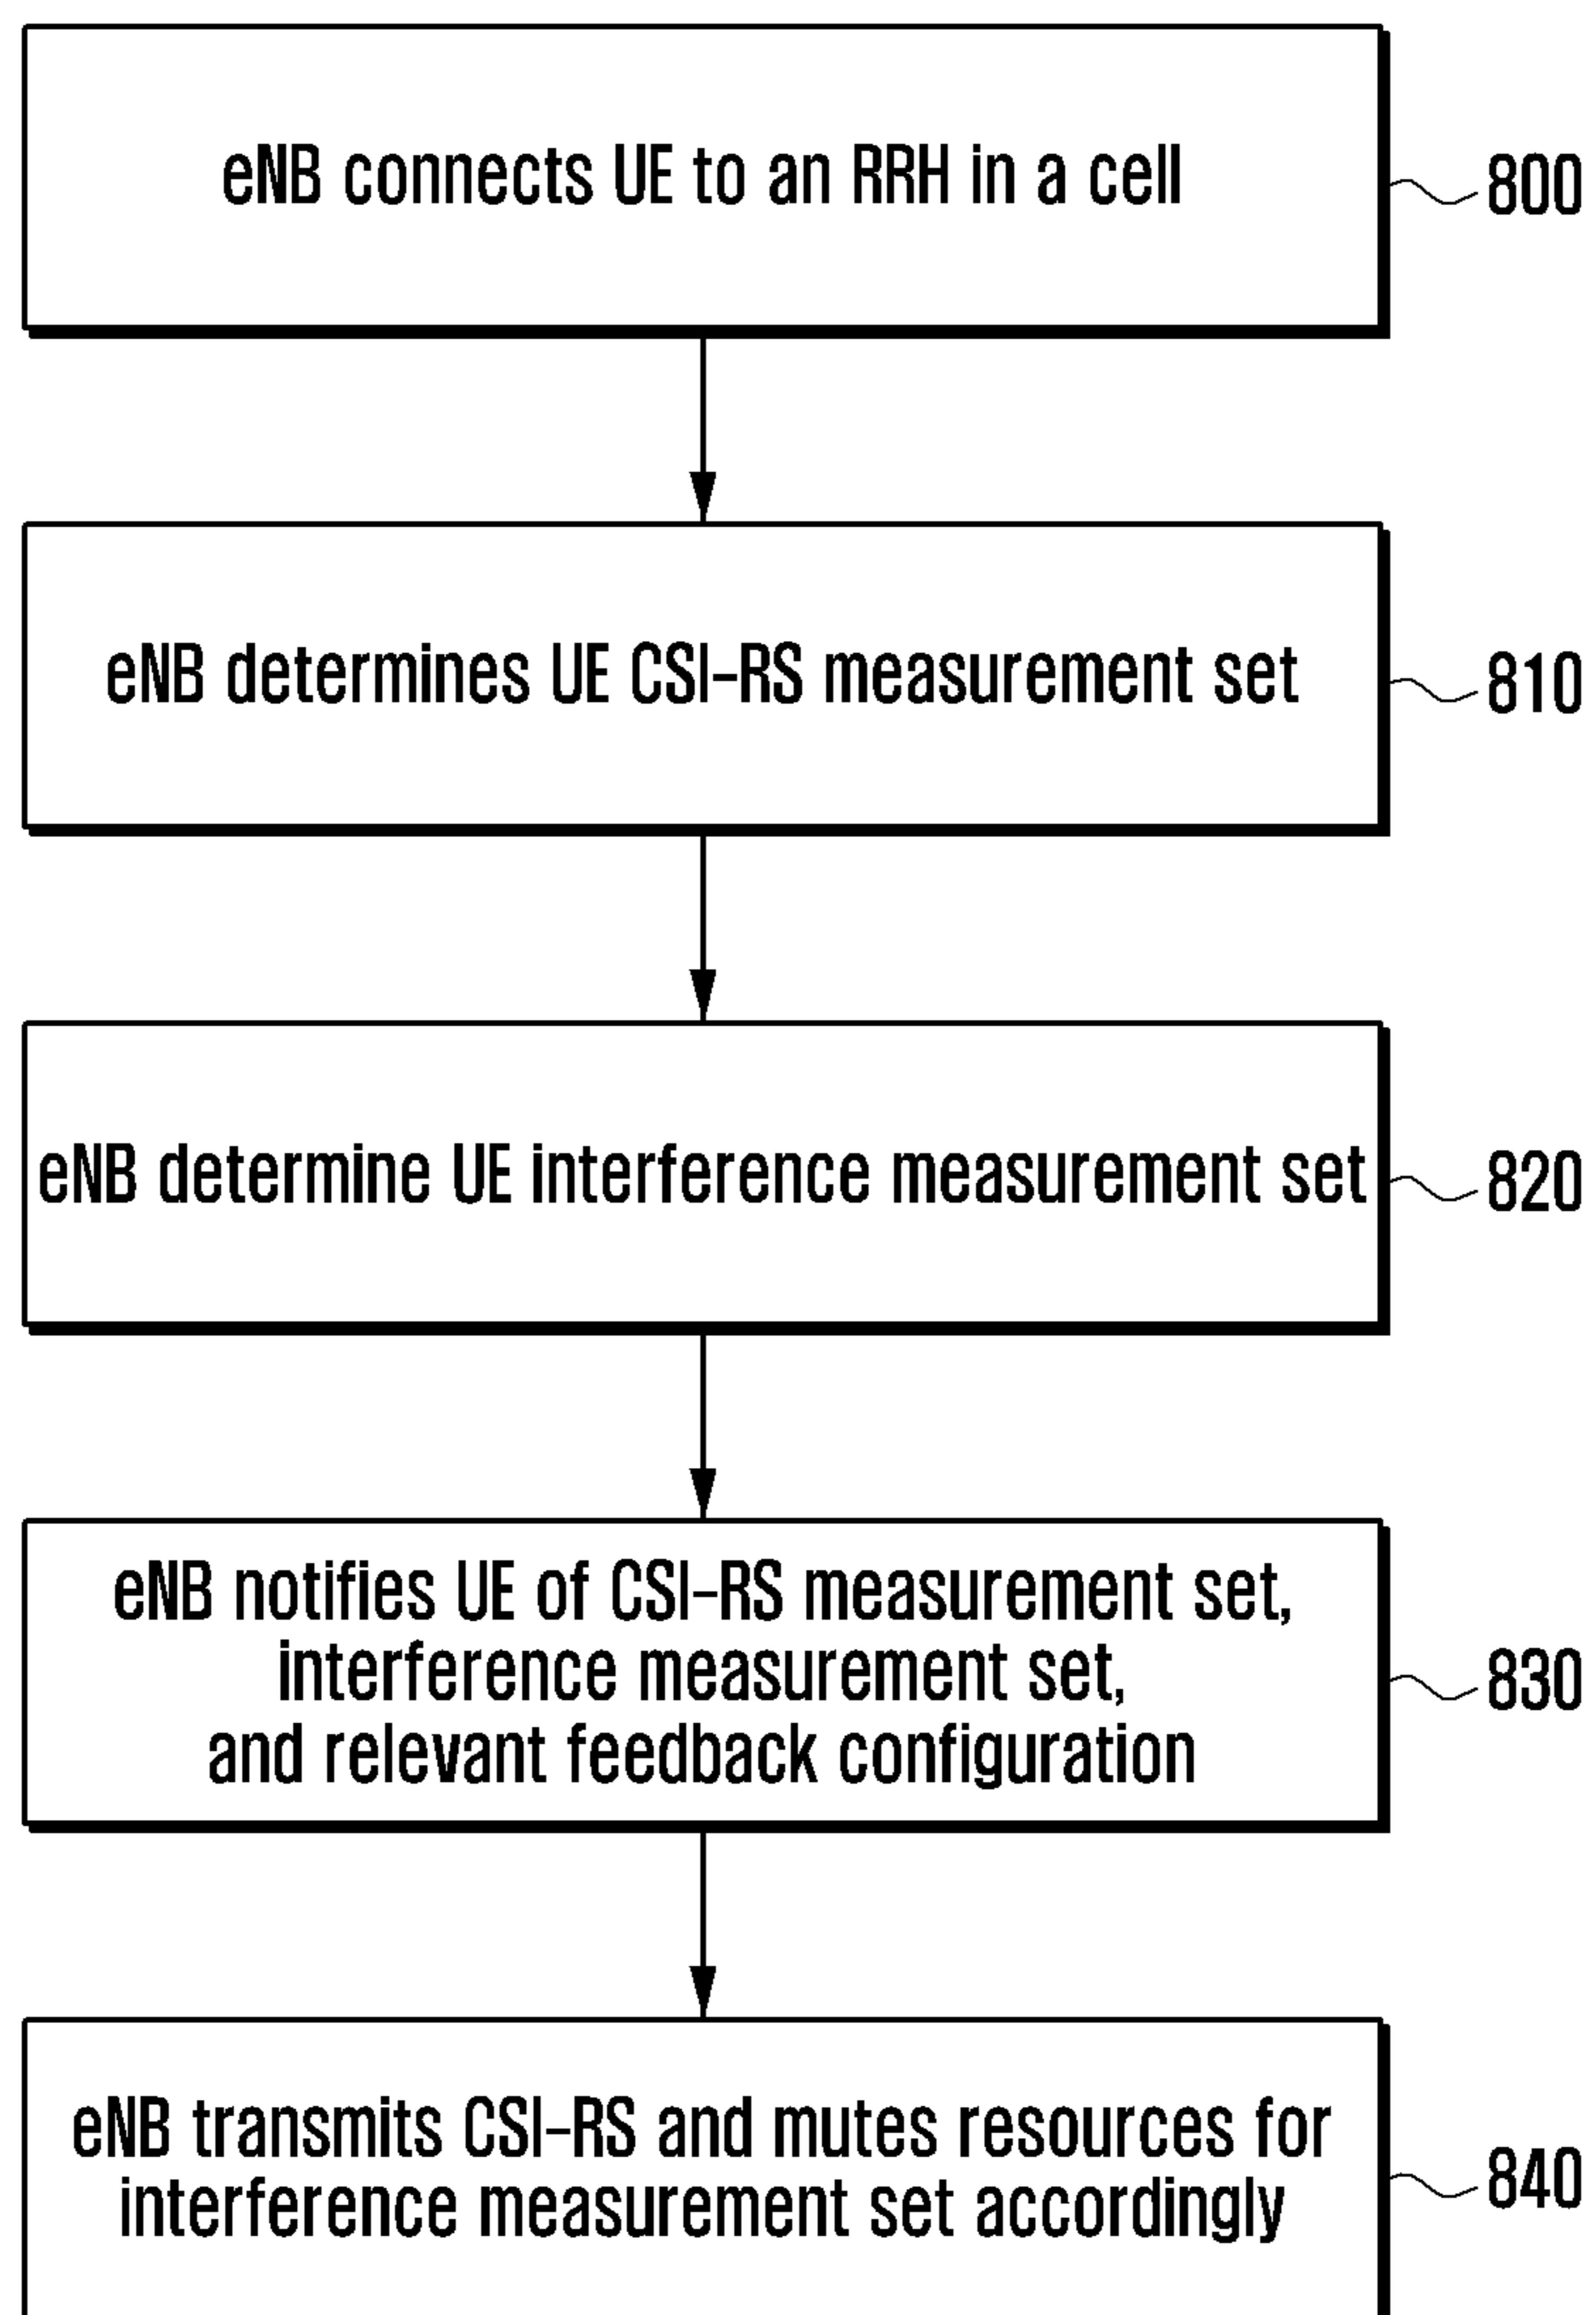 eNB connects UE to an RRH in a cell
800
eNB determines UE CSI-RS measurement set
810
eNB determine UE interference measurement set
820
eNB notifies UE of CSI-RS measurement set,
interference measurement set,
and relevant feedback configuration
830
eNB transmits CSI-RS and mutes resources for
interference measurement set accordingly
840